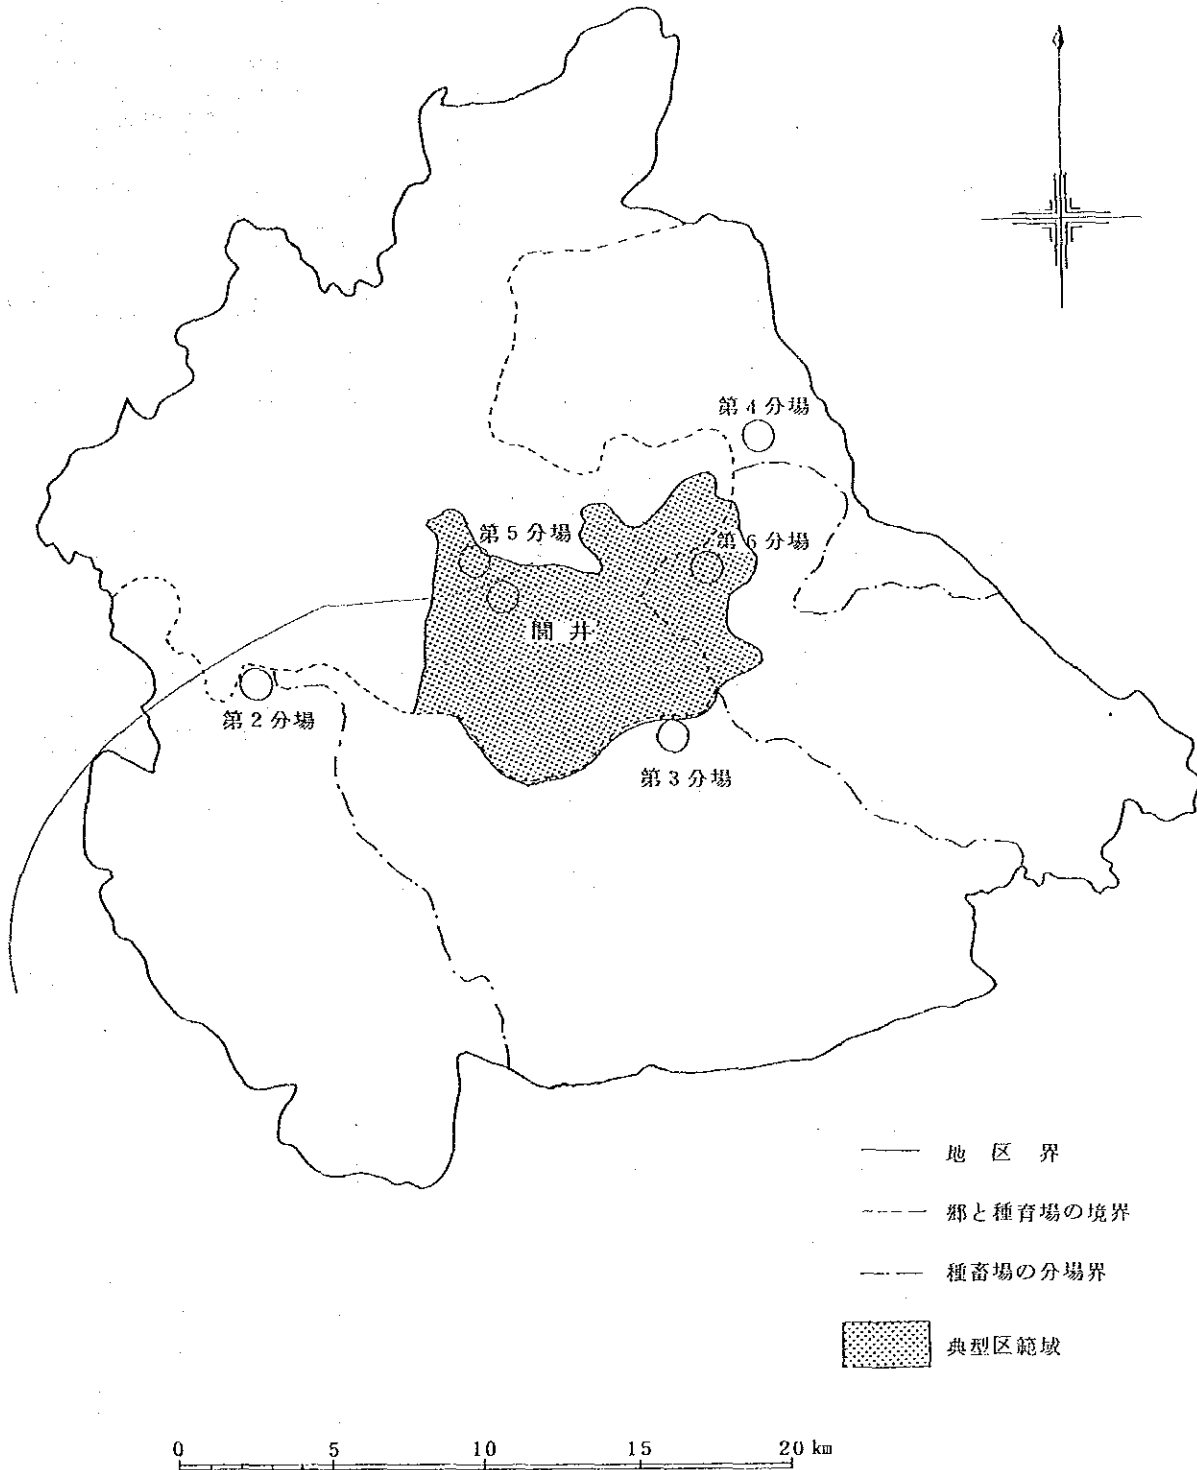 第4分場
第5分場
第6分場
閶井
第2分場
第3分場
地区界
郷と種育場の境界
種畜場の分場界
典型区範域
0 5 10 15 20 km